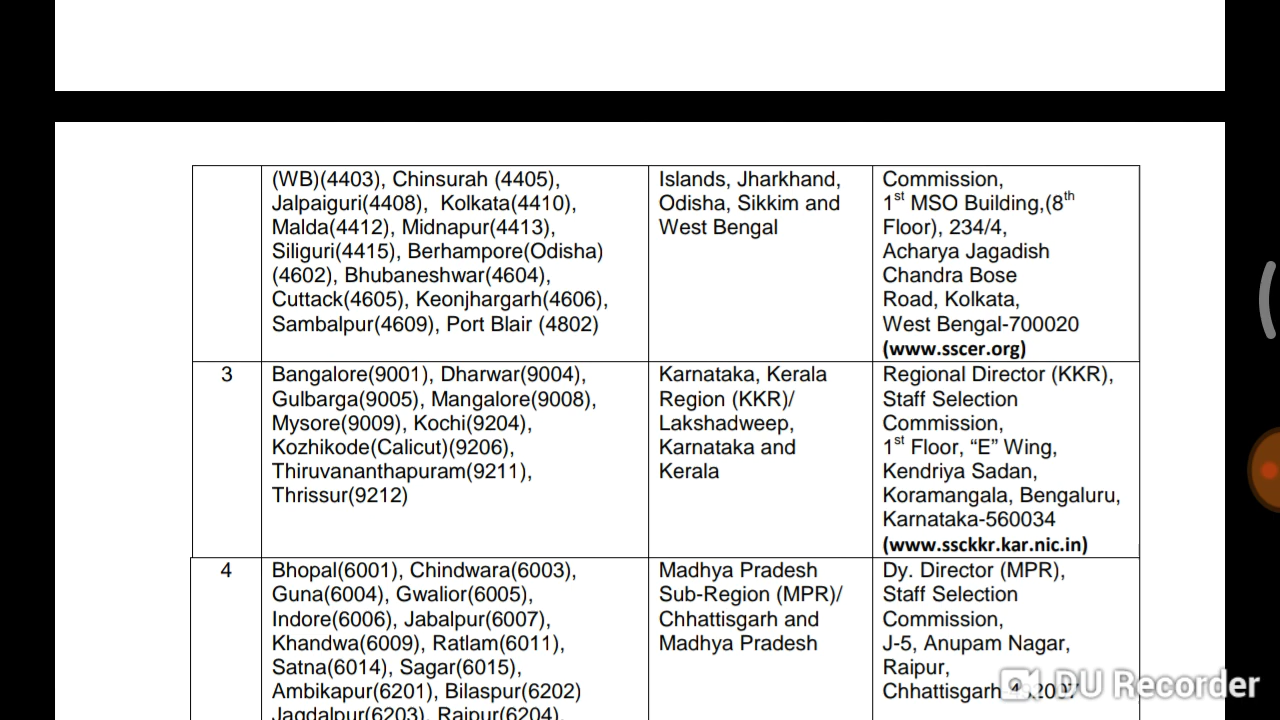 (WB)(4403), Chinsurah (4405),
Jalpaiguri(4408), Kolkata(4410),
Malda(4412), Midnapur(4413),
Siliguri(4415), Berhampore(Odisha)
(4602), Bhubaneshwar(4604),
Cuttack(4605), Keonjhargarh(4606),
Sambalpur(4609), Port Blair (4802)
Islands, Jharkhand,
Odisha, Sikkim and
West Bengal
Commission,
1st MSO Building,(8th
Floor), 234/4,
Acharya Jagadish
Chandra Bose
Road, Kolkata,
West Bengal-700020
(www.sscer.org)
3
Bangalore(9001), Dharwar(9004),
Gulbarga(9005), Mangalore(9008),
Mysore(9009), Kochi(9204),
Kozhikode(Calicut)(9206),
Thiruvananthapuram(9211),
Thrissur(9212)
Karnataka, Kerala
Region (KKR)/
Lakshadweep,
Karnataka and
Kerala
Regional Director (KKR),
Staff Selection
Commission,
1st Floor, “E” Wing,
Kendriya Sadan,
Koramangala, Bengaluru,
Karnataka-560034
(www.ssckkr.kar.nic.in)
4
Bhopal(6001), Chindwara(6003),
Guna(6004), Gwalior(6005),
Indore(6006), Jabalpur(6007),
Khandwa(6009), Ratlam(6011),
Satna(6014), Sagar(6015),
Ambikapur(6201), Bilaspur(6202)
Jagdalpur(6203), Raipur(6204),
Madhya Pradesh
Sub-Region (MPR)/
Chhattisgarh and
Madhya Pradesh
Dy. Director (MPR),
Staff Selection
Commission,
J-5, Anupam Nagar,
Raipur,
Chhattisgarh-492007
DU Recorder